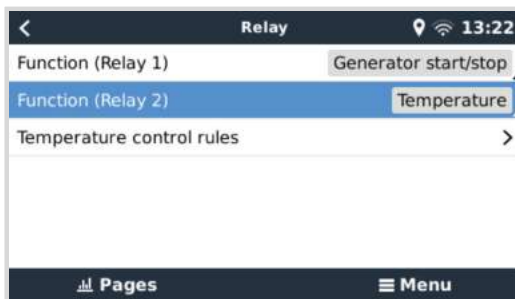 Relay 13:22
Function (Relay 1) Generator start/stop
Function (Relay 2) Temperature
Temperature control rules
Pages Menu